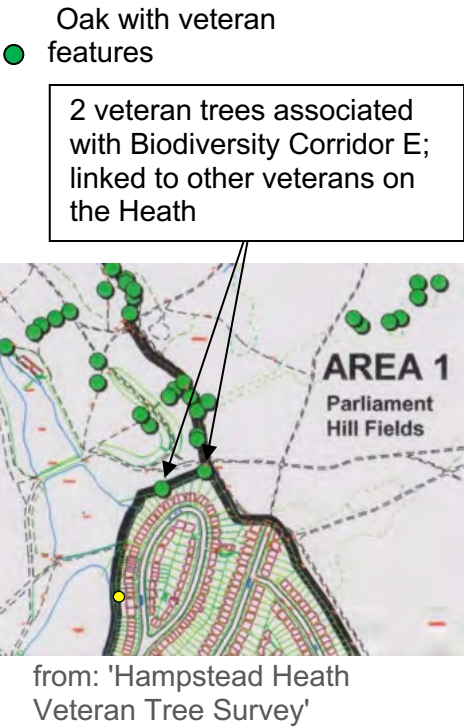 Oak with veteran
features
2 veteran trees associated
with Biodiversity Corridor E;
linked to other veterans on
the Heath
AREA 1
Parliament
Hill Fields
from: 'Hampstead Heath
Veteran Tree Survey'